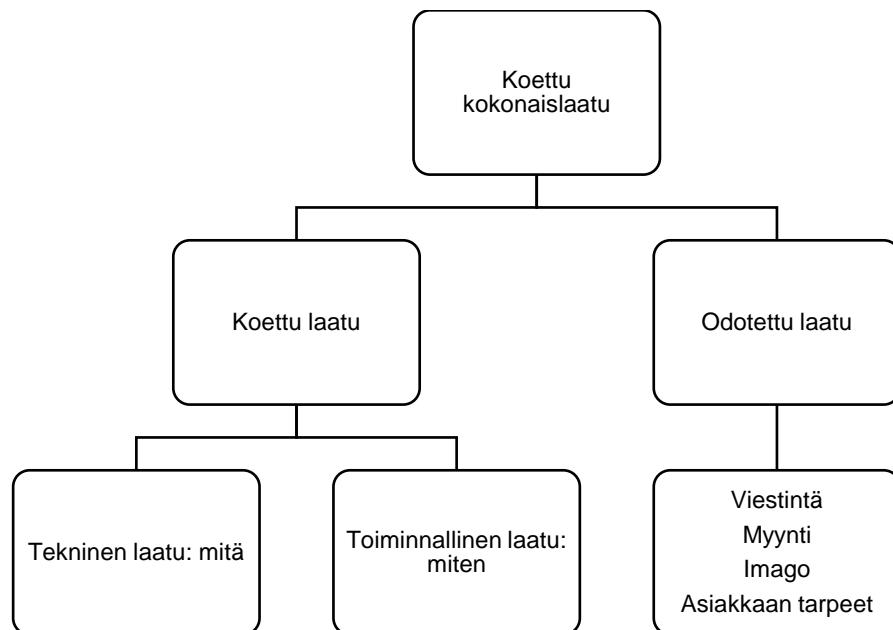 Koettu
kokonaislaatu
Koettu laatu
Odotettu laatu
Tekninen laatu: mitä
Toiminnallinen laatu:
miten
Viestintä
Myynti
Imago
Asiakkaan tarpeet